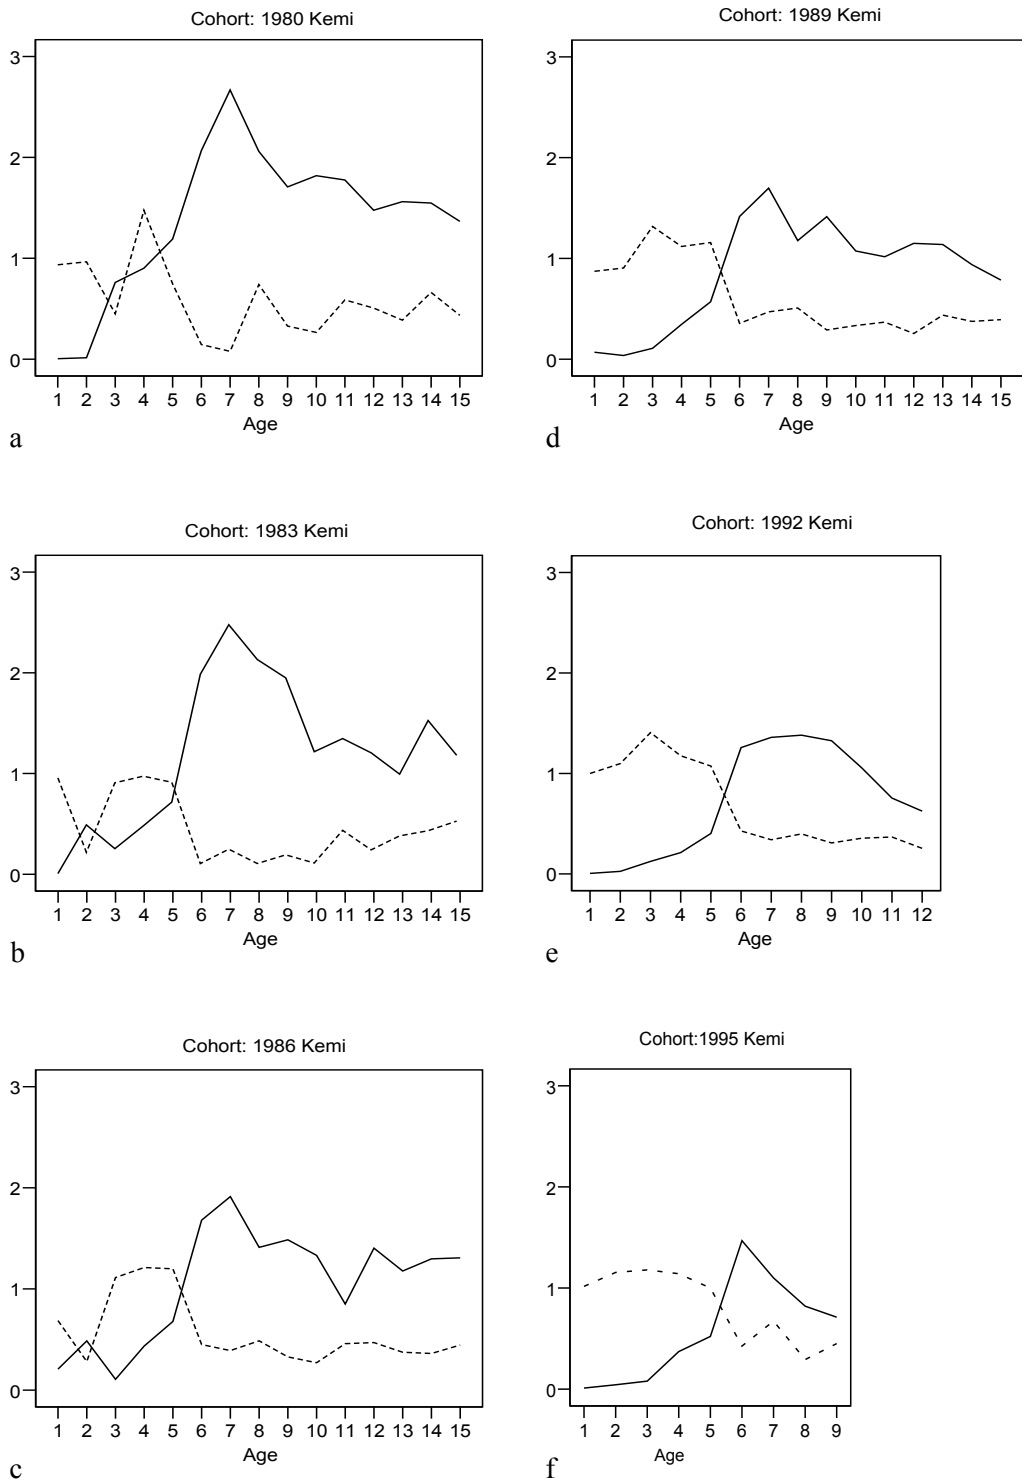 Cohort: 1980 Kemi
3
2
1
0
1 2 3 4 5 6 7 8 9 10 11 12 13 14 15
Age
a
Cohort: 1983 Kemi
3
2
1
0
1 2 3 4 5 6 7 8 9 10 11 12 13 14 15
Age
b
Cohort: 1986 Kemi
3
2
1
0
1 2 3 4 5 6 7 8 9 10 11 12 13 14 15
Age
c
Cohort: 1989 Kemi
3
2
1
0
1 2 3 4 5 6 7 8 9 10 11 12 13 14 15
Age
d
Cohort: 1992 Kemi
3
2
1
0
1 2 3 4 5 6 7 8 9 10 11 12
Age
e
Cohort:1995 Kemi
3
2
1
0
1 2 3 4 5 6 7 8 9
Age
f